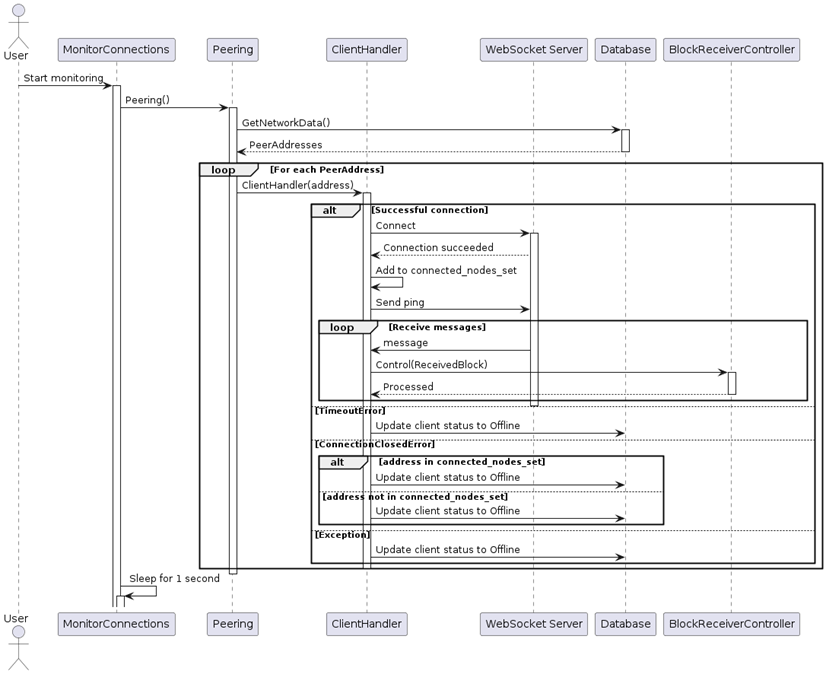 User
MonitorConnections
Peering
ClientHandler
WebSocket Server
Database
BlockReceiverController
Start monitoring
Peering()
GetNetworkData()
PeerAddresses
loop [For each PeerAddress]
ClientHandler(address)
alt [Successful connection]
Connect
Connection succeeded
Add to connected_nodes_set
Send ping
loop [Receive messages]
message
Control(ReceivedBlock)
Processed
[TimeoutError]
Update client status to Offline
[ConnectionClosedError]
alt [address in connected_nodes_set]
Update client status to Offline
[address not in connected_nodes_set]
Update client status to Offline
[Exception]
Update client status to Offline
Sleep for 1 second
User
MonitorConnections
Peering
ClientHandler
WebSocket Server
Database
BlockReceiverController